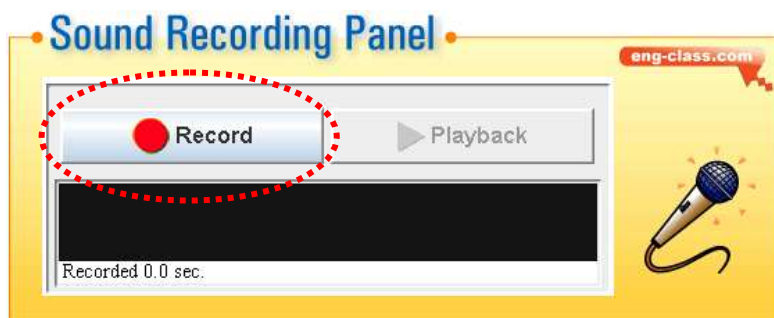 Sound Recording Panel
eng-class.com
Record
Playback
Recorded 0.0 sec.